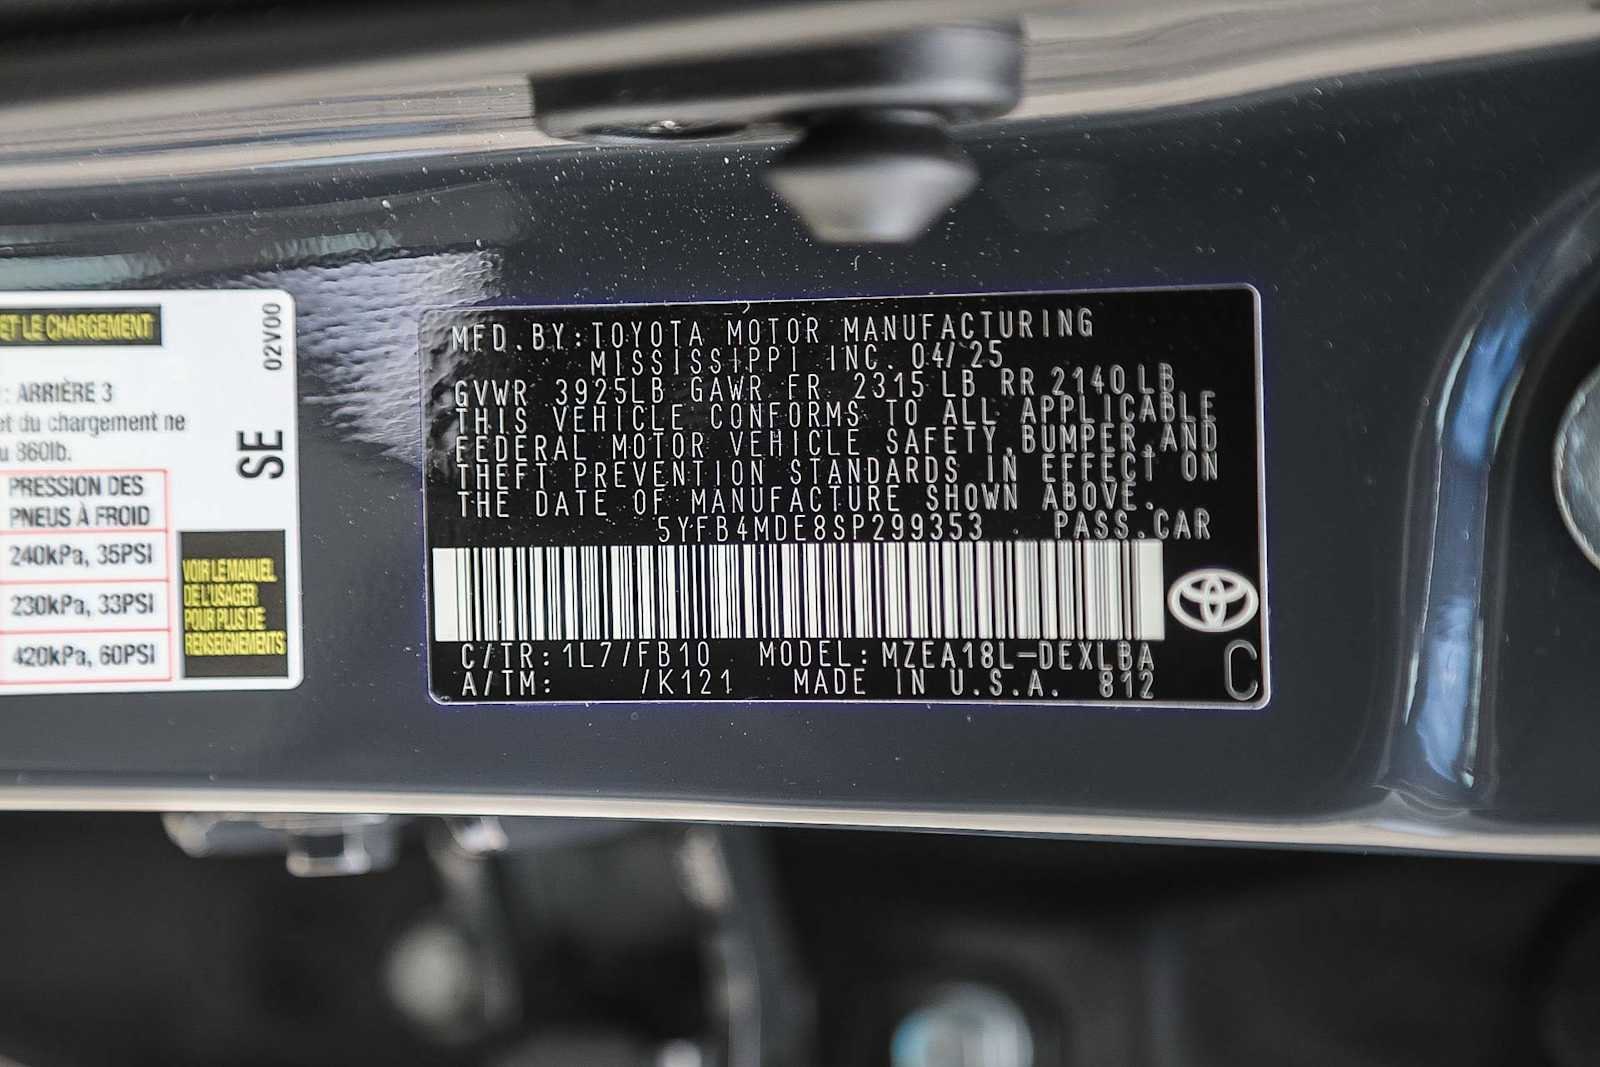 ET LE CHARGEMENT
02V00
: ARRIÈRE 3
et du chargement ne
u 860lb.
SE
PRESSION DES
PNEUS À FROID
240kPa, 35PSI
230kPa, 33PSI
420kPa, 60PSI
VOIR LE MANUEL
DE L'USAGER
POUR PLUS DE
RENSEIGNEMENTS
MFD.BY:TOYOTA MOTOR MANUFACTURING
MISSISSIPPI INC. 04/25
GVWR 3925LB GAWR FR 2315LB RR 2140LB
THIS VEHICLE CONFORMS TO ALL APPLICABLE
FEDERAL MOTOR VEHICLE SAFETY,BUMPER,AND
THEFT PREVENTION STANDARDS IN EFFECT ON
THE DATE OF MANUFACTURE SHOWN ABOVE.
5YFB4MDE8SP299353 PASS.CAR
C/TR:1L7/FB10 MODEL:MZEA18L-DEXLBA
A/TM: /K121 MADE IN U.S.A. 812
C